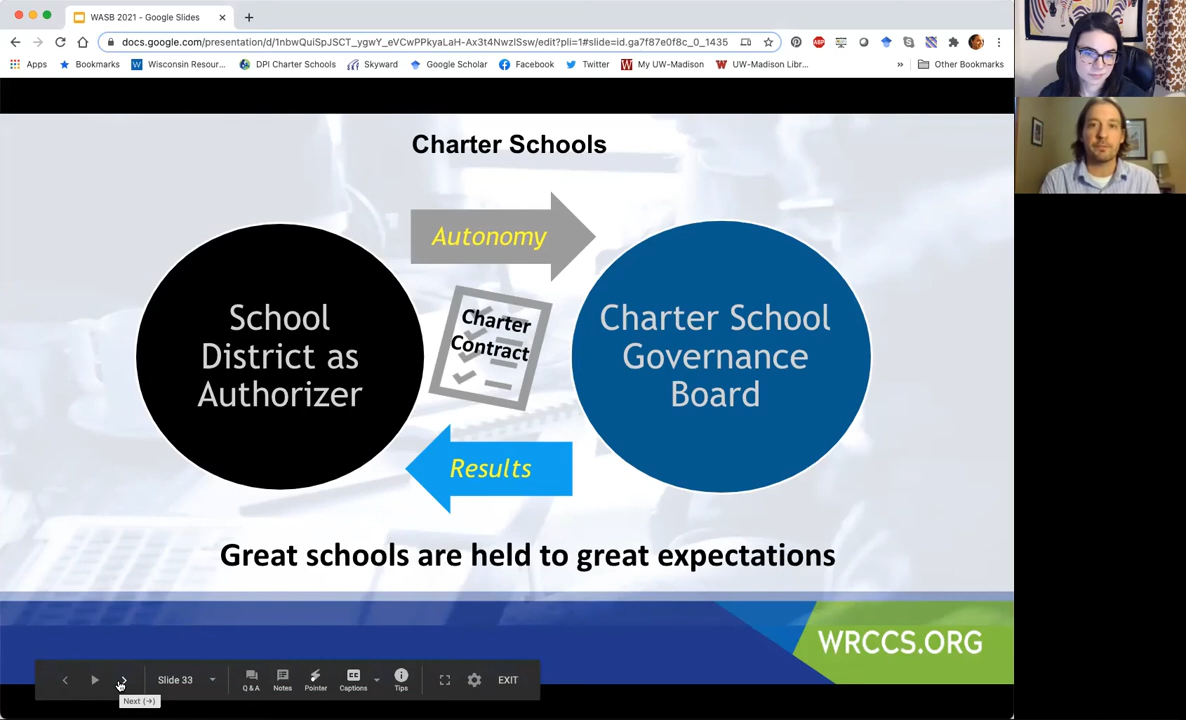 WASB 2021 - Google Slides
docs.google.com/presentation/d/1nbwQuiSpJSCT_ygwY_eVCwPPkyaLaH-Ax3t4NwzlSsw/edit?pli=1#slide=id.ga7f87e0f8c_0_1435
ABP
Apps Bookmarks Wisconsin Resour... DPI Charter Schools Skyward Google Scholar Facebook Twitter My UW-Madison UW-Madison Libr... » Other Bookmarks
Charter Schools
Autonomy
School
District as
Authorizer
Charter
Contract
Charter School
Governance
Board
Results
Great schools are held to great expectations
WRCCS.ORG
Slide 33
Q & A Notes Pointer Captions Tips
EXIT
Next (→)